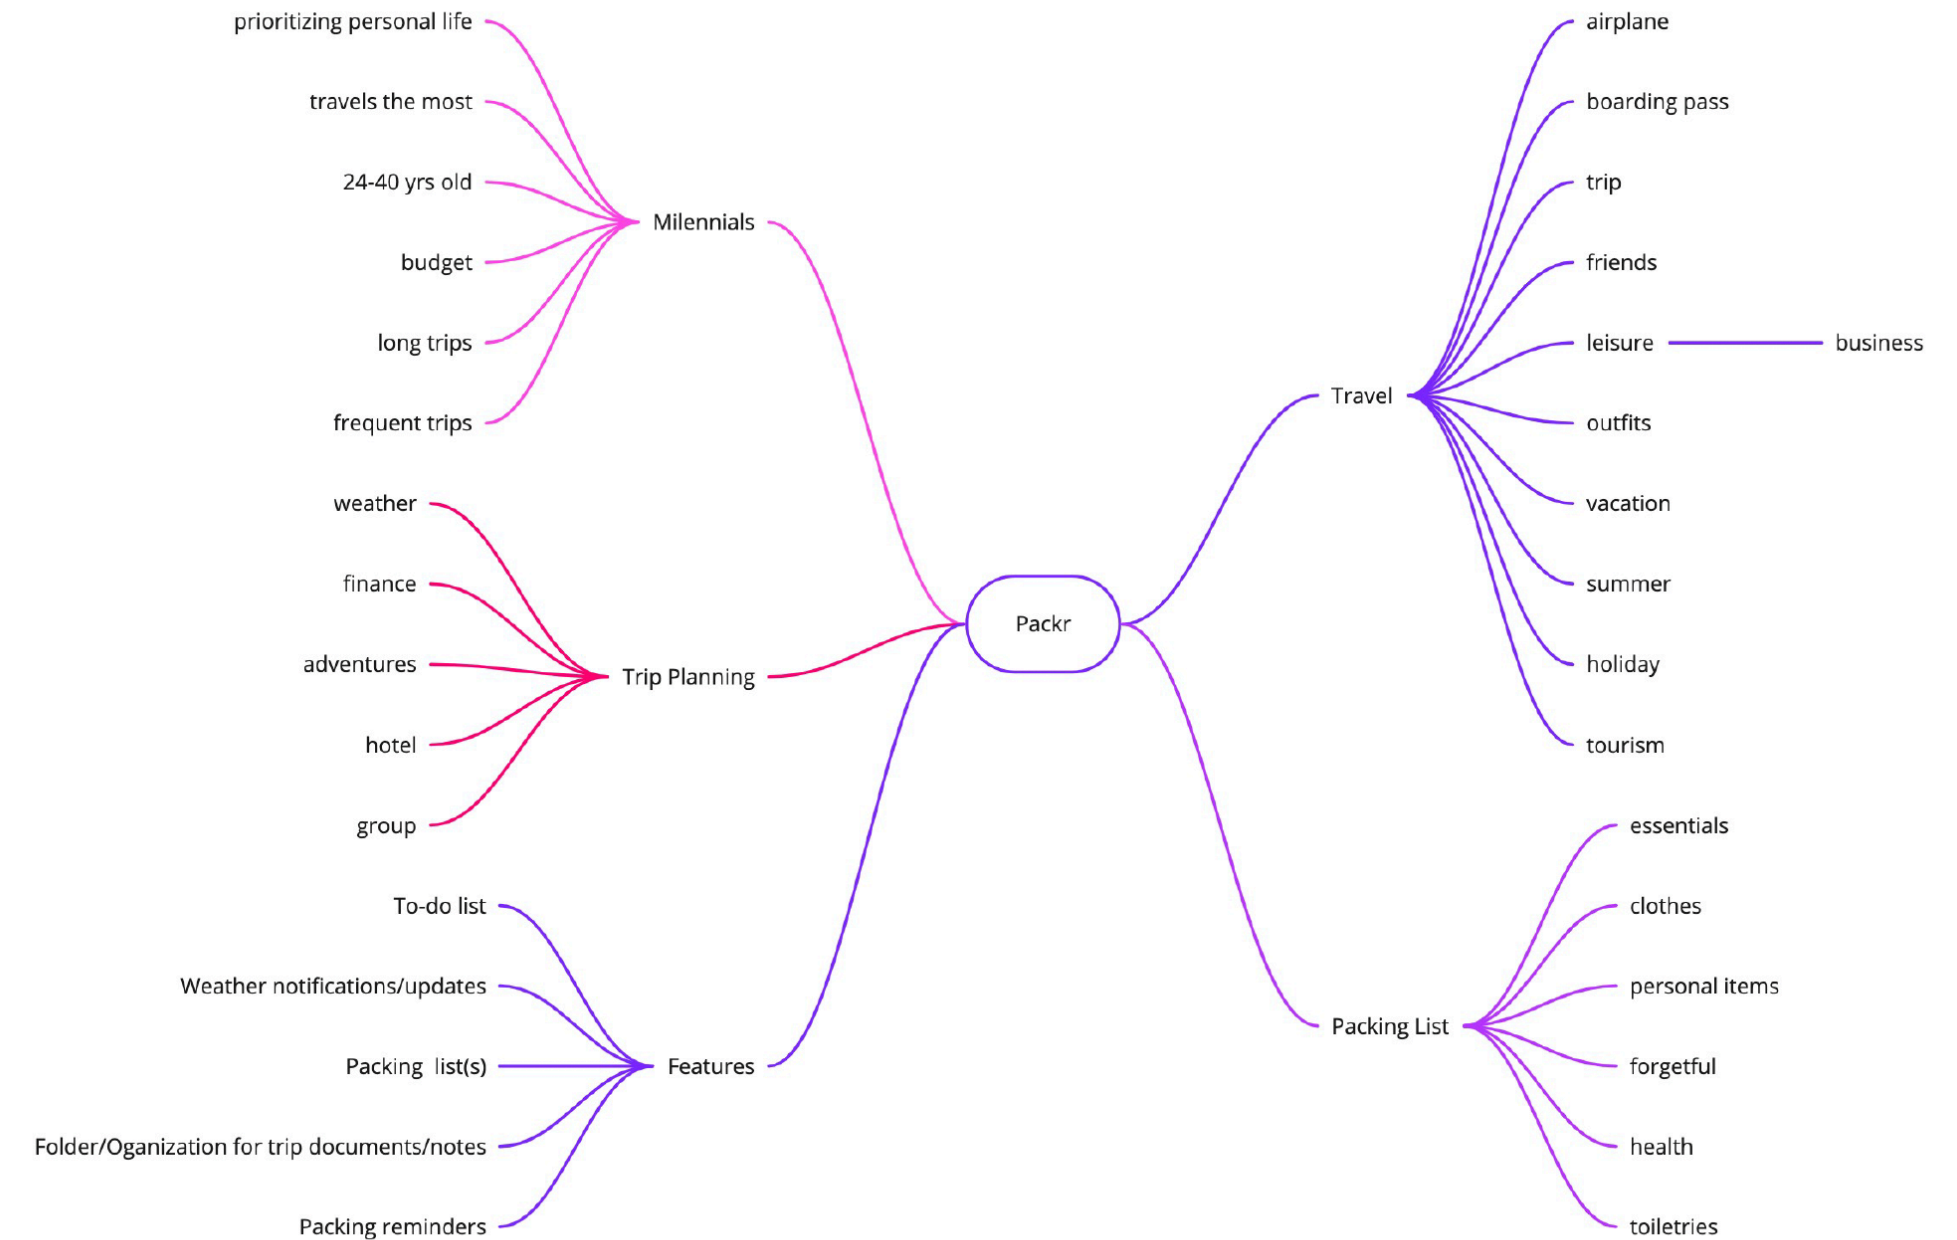 prioritizing personal life
travels the most
24-40 yrs old
budget
long trips
frequent trips
Milennials
weather
finance
adventures
hotel
group
Trip Planning
To-do list
Weather notifications/updates
Packing  list(s)
Folder/Oganization for trip documents/notes
Packing reminders
Features
Packr
Travel
airplane
boarding pass
trip
friends
leisure
business
outfits
vacation
summer
holiday
tourism
Packing List
essentials
clothes
personal items
forgetful
health
toiletries